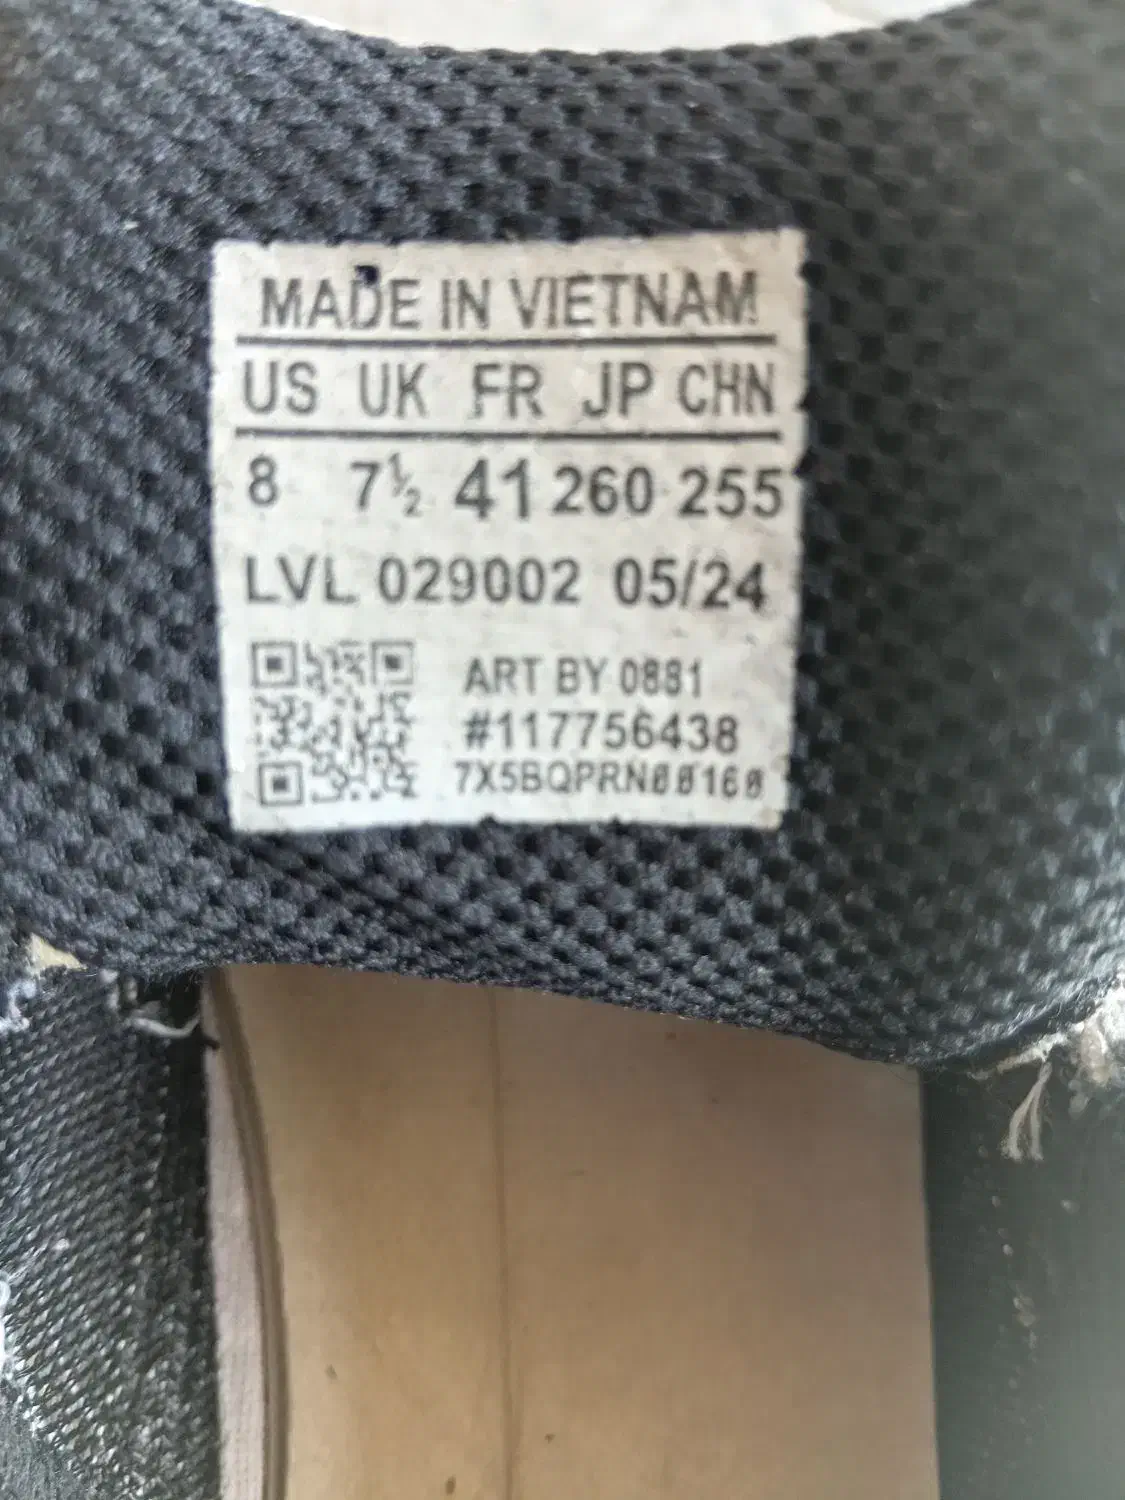 MADE IN VIETNAM
US UK FR JP CHN
8 7½ 41 260 255
LVL 029002 05/24
ART BY 0881
#117756438
7X5BQPRN00160